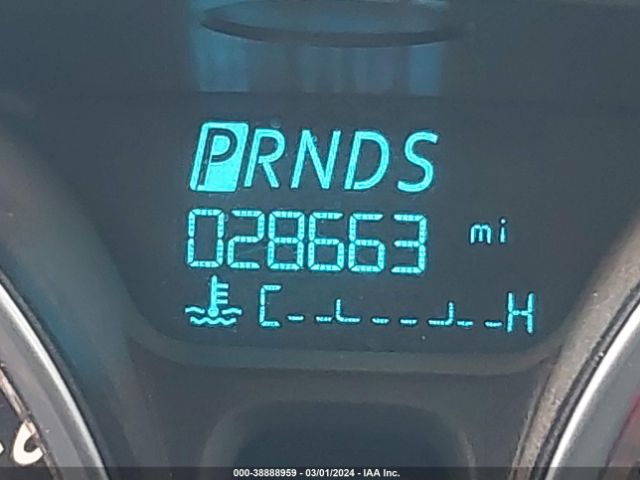 PRNDS
028663 mi
C H
000-38888959 - 03/01/2024 - IAA Inc.